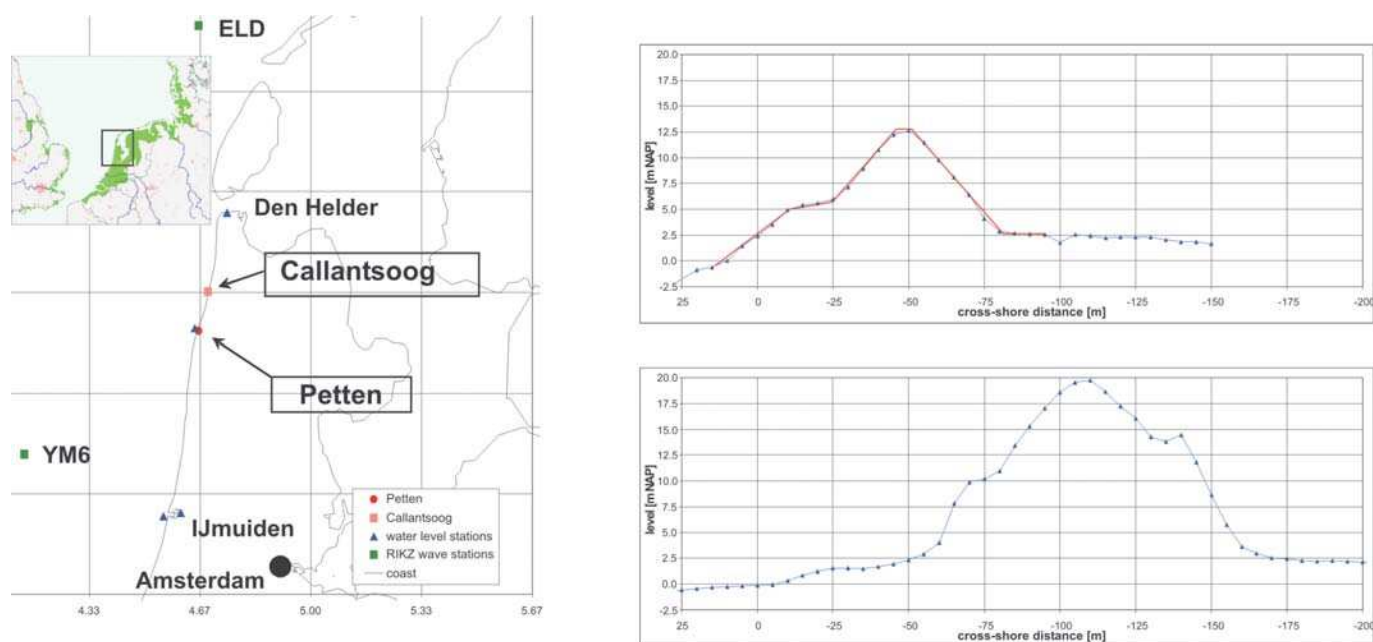 ELD
Den Helder
Callantsoog
Petten
YM6
IJmuiden
Amsterdam
Petten
Callantsoog
water level stations
RIKZ wave stations
coast
4.33 4.67 5.00 5.33 5.67
20.0
17.5
15.0
12.5
10.0
7.5
5.0
2.5
0.0
-2.5
level [m NAP]
25 0 -25 -50 -75 -100 -125 -150 -175 -200
cross-shore distance [m]
20.0
17.5
15.0
12.5
10.0
7.5
5.0
2.5
0.0
-2.5
level [m NAP]
25 0 -25 -50 -75 -100 -125 -150 -175 -200
cross-shore distance [m]